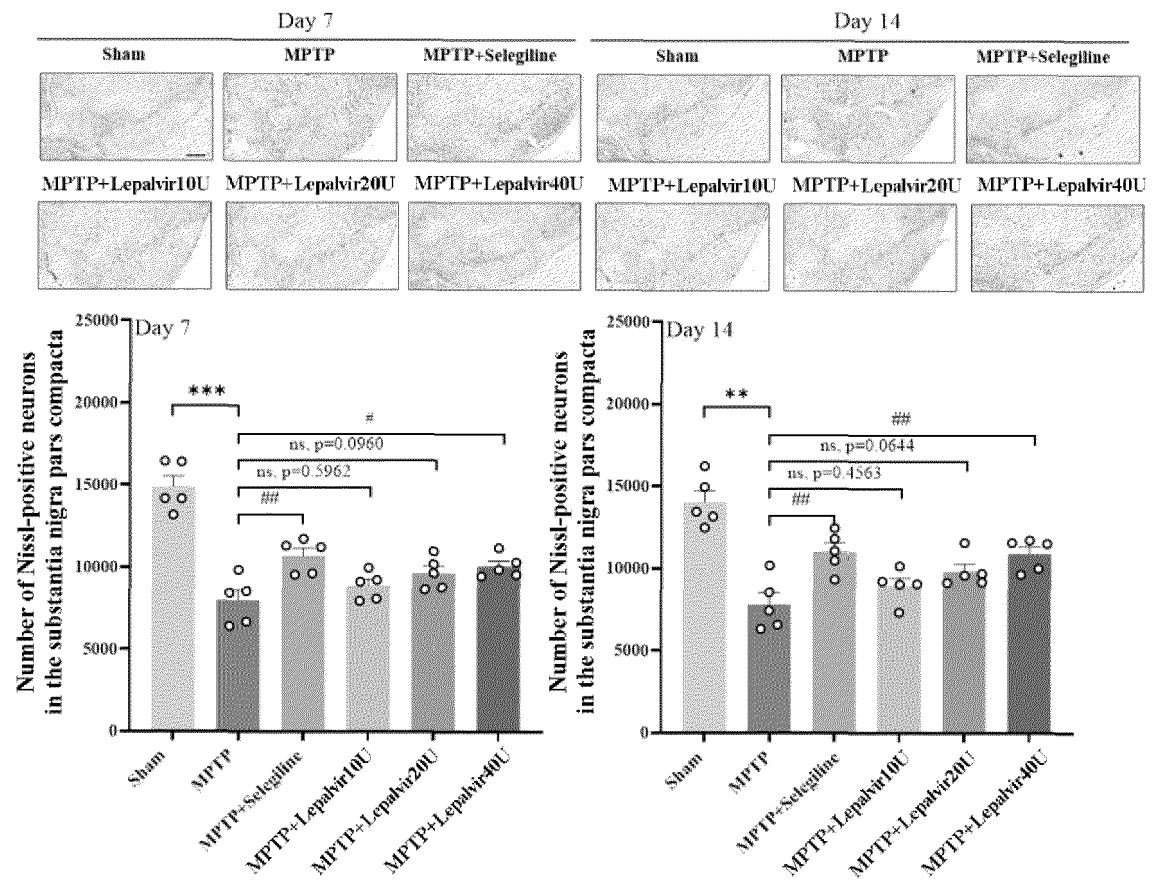 Day 7
Day 14
Sham
MPTP
MPTP+Selegiline
Sham
MPTP
MPTP+Selegiline
MPTP+Lepalvir10U
MPTP+Lepalvir20U
MPTP+Lepalvir40U
MPTP+Lepalvir10U
MPTP+Lepalvir20U
MPTP+Lepalvir40U
Number of Nissl-positive neurons
in the substantia nigra pars compacta
25000
20000
15000
10000
5000
0
Day 7
***
#
ns, p=0.0960
ns, p=0.5962
##
Sham
MPTP
MPTP+Selegiline
MPTP+Lepalvir10U
MPTP+Lepalvir20U
MPTP+Lepalvir40U
Number of Nissl-positive neurons
in the substantia nigra pars compacta
25000
20000
15000
10000
5000
0
Day 14
**
##
ns, p=0.0644
ns, p=0.4563
##
Sham
MPTP
MPTP+Selegiline
MPTP+Lepalvir10U
MPTP+Lepalvir20U
MPTP+Lepalvir40U